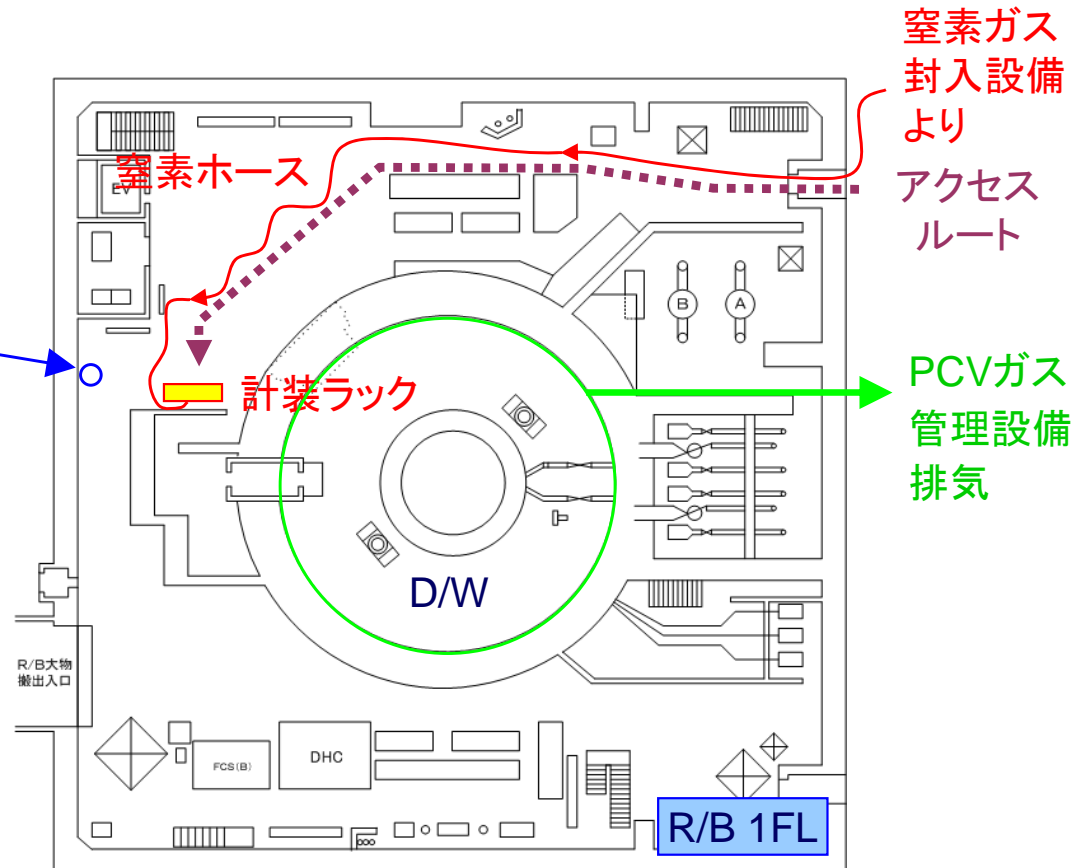 窒素ガス
封入設備
より
アクセス
ルート
窒素ホース
EV
B
A
計装ラック
PCVガス
管理設備
排気
D/W
R/B大物
搬出入口
FCS(B)
DHC
R/B 1FL